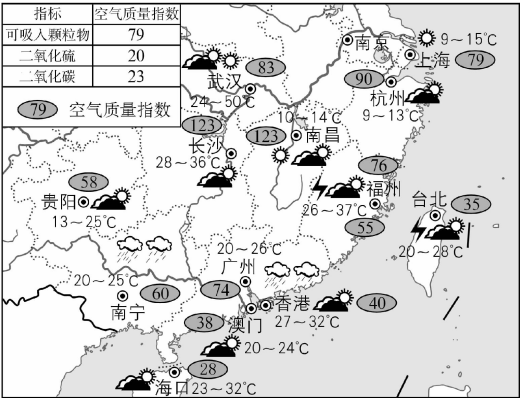 指标 空气质量指数
可吸入颗粒物 79
二氧化硫 20
二氧化碳 23
79 空气质量指数
南京
9～15℃
上海
79
83
武汉
24～50℃
90
杭州
9～13℃
123
长沙
28～36℃
10～14℃
123
南昌
58
贵阳
13～25℃
76
福州
26～37℃
55
台北
35
20～28℃
20～25℃
60
南宁
20～26℃
广州
74
香港
40
27～32℃
38
澳门
20～24℃
28
海口 23～32℃